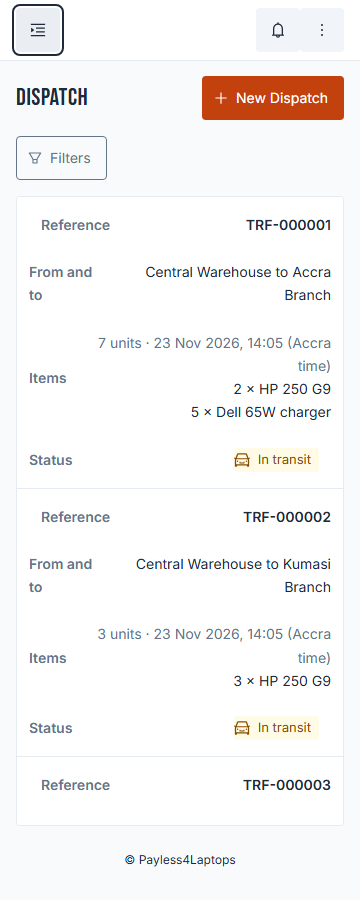 DISPATCH
New Dispatch
Filters
Reference TRF-000001
From and to Central Warehouse to Accra Branch
Items 7 units · 23 Nov 2026, 14:05 (Accra time)
2 × HP 250 G9
5 × Dell 65W charger
Status In transit
Reference TRF-000002
From and to Central Warehouse to Kumasi Branch
Items 3 units · 23 Nov 2026, 14:05 (Accra time)
3 × HP 250 G9
Status In transit
Reference TRF-000003
© Payless4Laptops